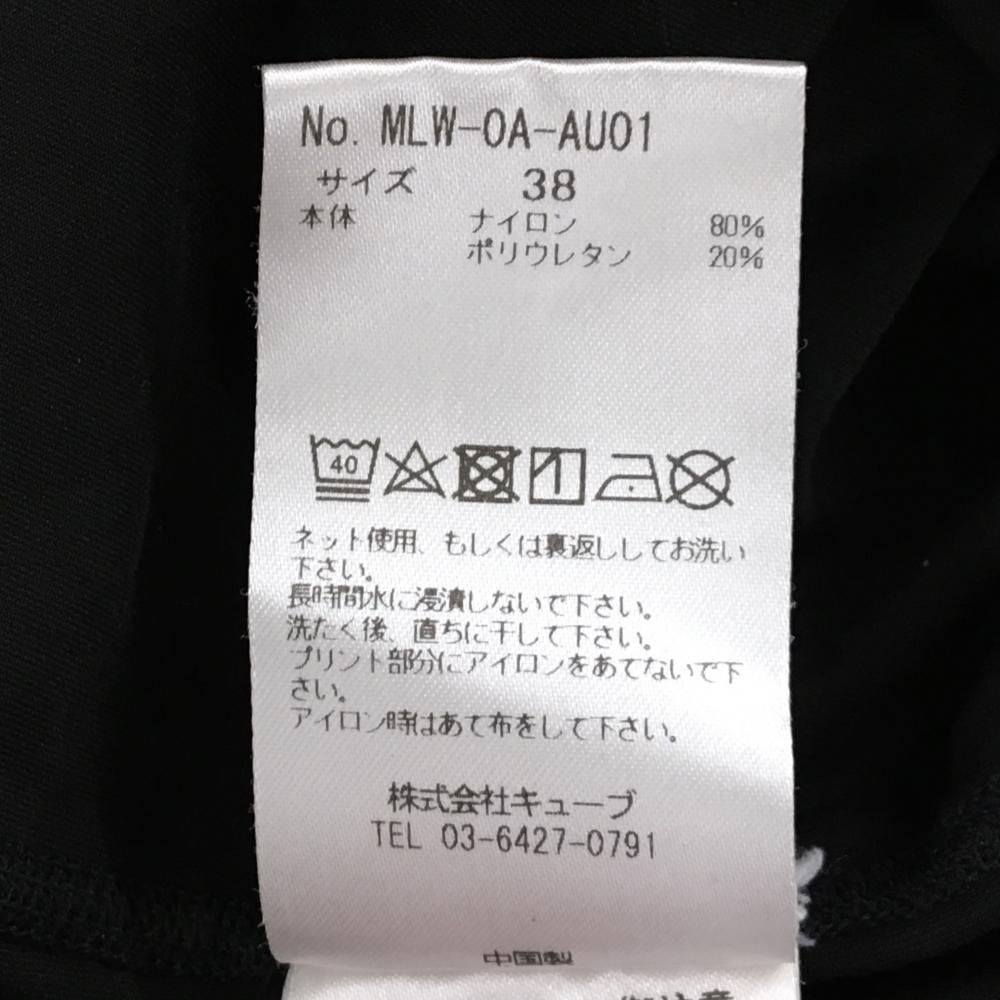 No. MLW-OA-AU01
サイズ 38
本体 ナイロン 80%
ポリウレタン 20%
40
ネット使用、もしくは裏返ししてお洗い
下さい。
長時間水に浸漬しないで下さい。
洗たく後、直ちに干して下さい。
プリント部分にアイロンをあてないで下
さい。
アイロン時はあて布をして下さい。
株式会社キューブ
TEL 03-6427-0791
中国製